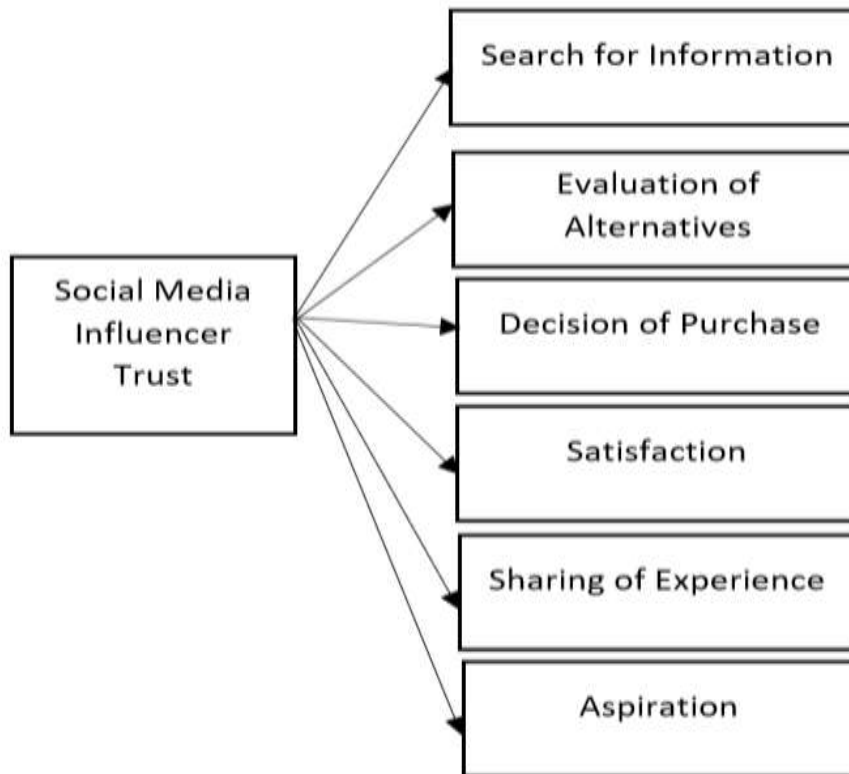 Search for Information
Evaluation of
Alternatives
Social Media
Influencer
Trust
Decision of Purchase
Satisfaction
Sharing of Experience
Aspiration